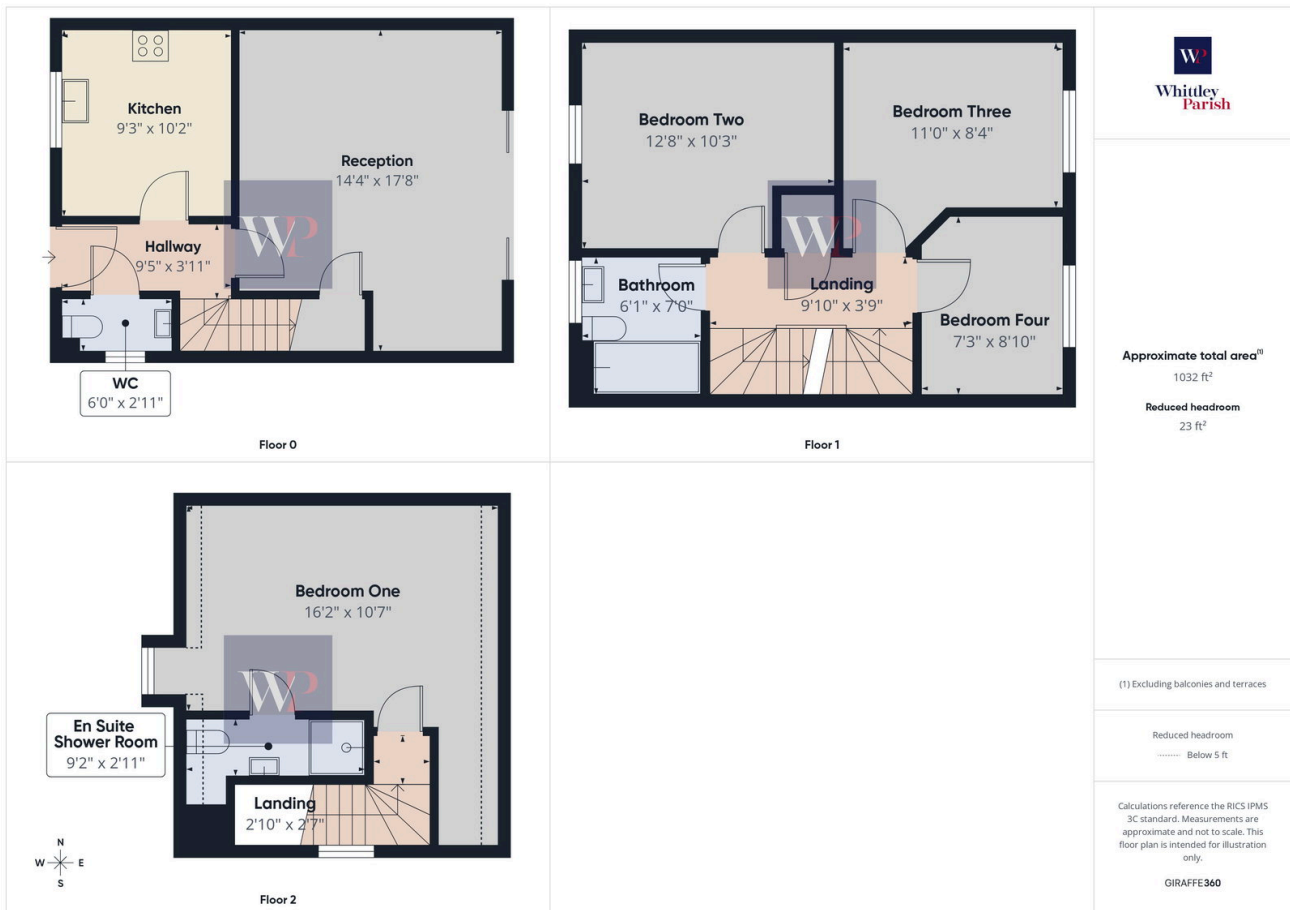 Kitchen
9'3" x 10'2"
Reception
14'4" x 17'8"
WP
Hallway
9'5" x 3'11"
WC
6'0" x 2'11"
Floor 0
Bedroom Two
12'8" x 10'3"
Bedroom Three
11'0" x 8'4"
WP
Bathroom
6'1" x 7'0"
Landing
9'10" x 3'9"
Bedroom Four
7'3" x 8'10"
Floor 1
Bedroom One
16'2" x 10'7"
WP
En Suite
Shower Room
9'2" x 2'11"
Landing
2'10" x 2'7"
N
W E
S
Floor 2
WP
Whittley
Parish
Approximate total area(1)
1032 ft²
Reduced headroom
23 ft²
(1) Excluding balconies and terraces
Reduced headroom
Below 5 ft
Calculations reference the RICS IPMS
3C standard. Measurements are
approximate and not to scale. This
floor plan is intended for illustration
only.
GIRAFFE360